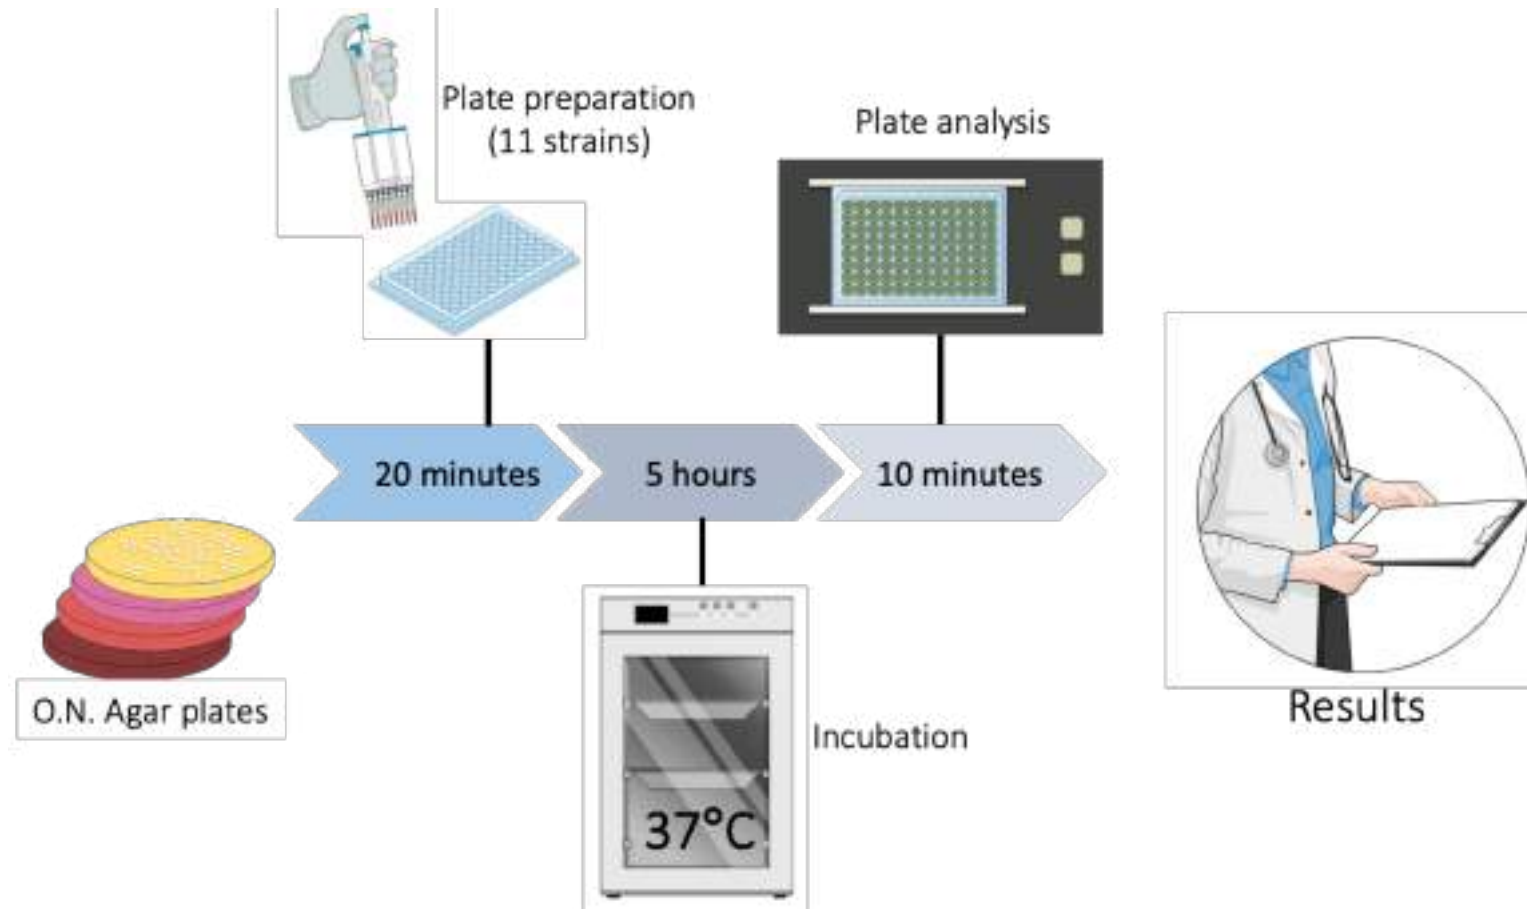 Plate preparation
(11 strains)
Plate analysis
20 minutes
5 hours
10 minutes
O.N. Agar plates
Incubation
37°C
Results